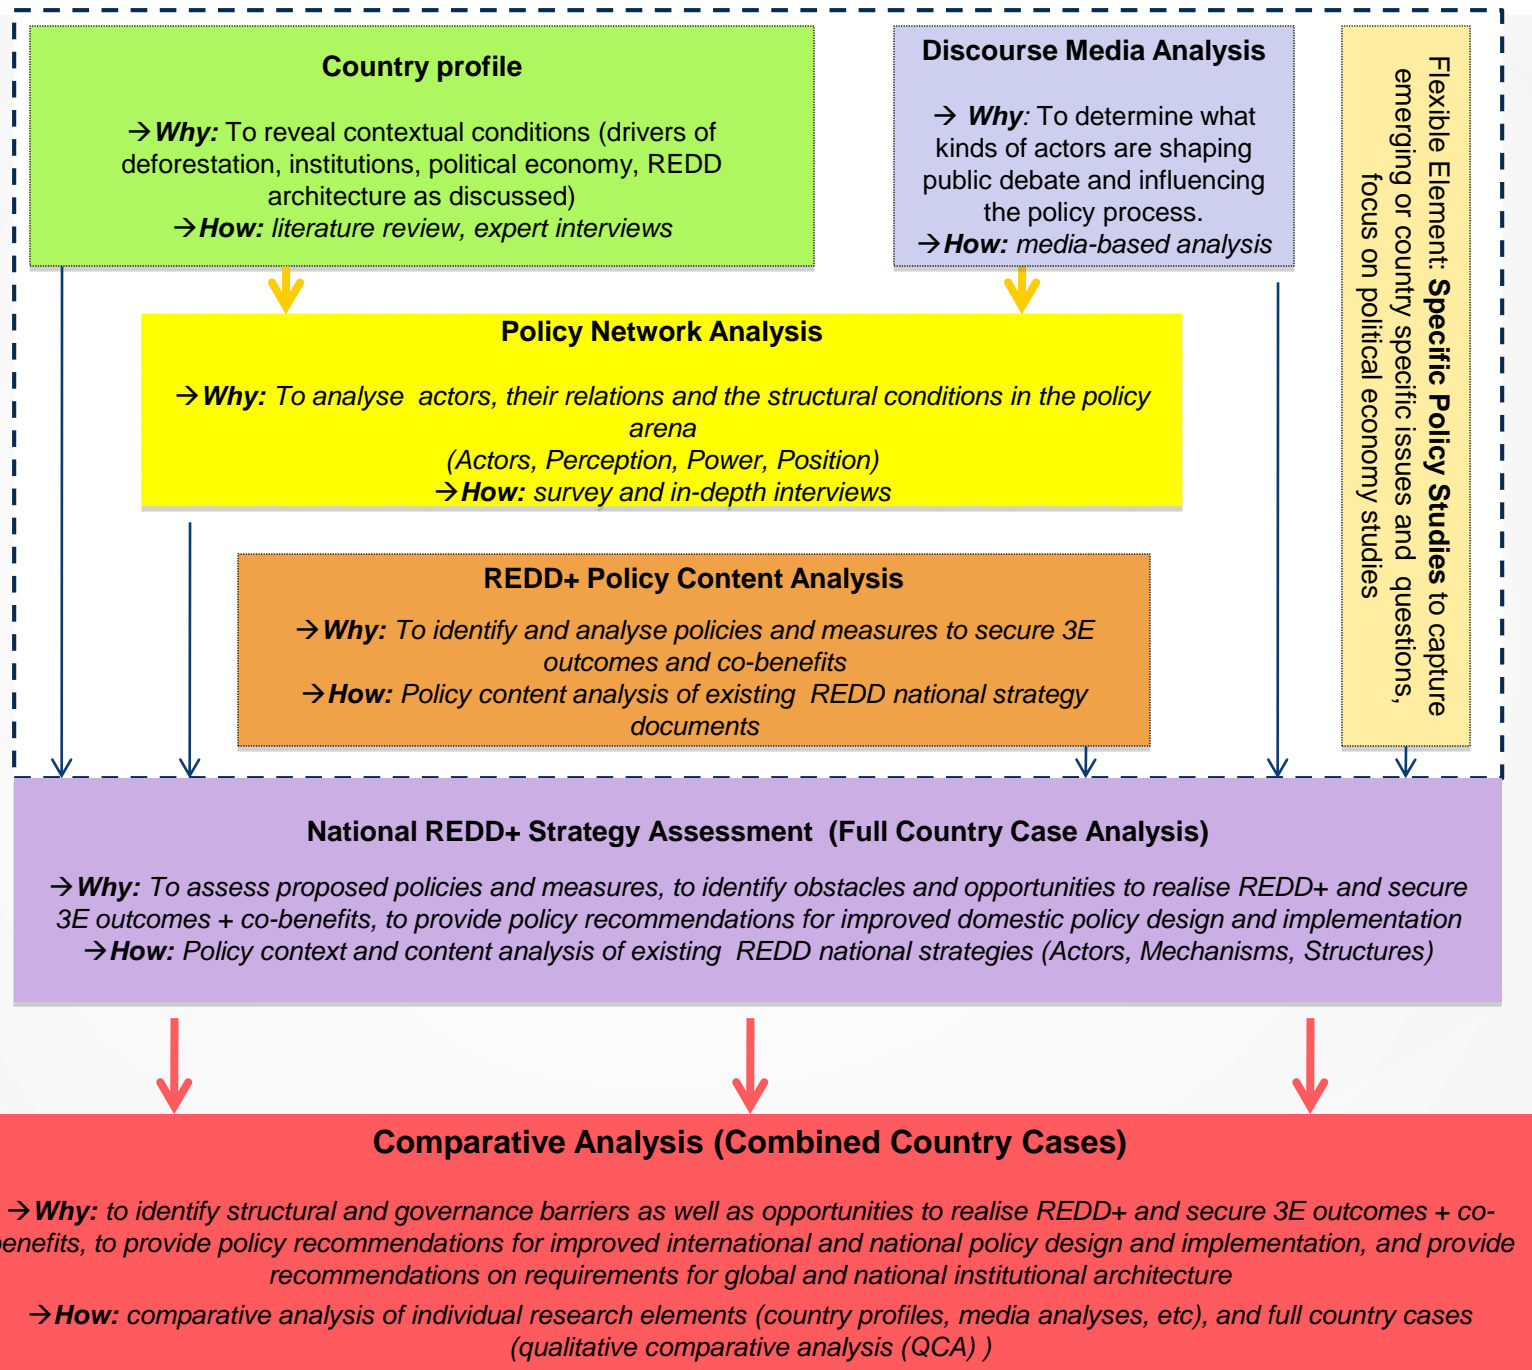 Country profile
→Why: To reveal contextual conditions (drivers of
deforestation, institutions, political economy, REDD
architecture as discussed)
→How: literature review, expert interviews
Discourse Media Analysis
→ Why: To determine what
kinds of actors are shaping
public debate and influencing
the policy process.
→How: media-based analysis
Flexible Element: Specific Policy Studies to capture
emerging or country specific issues and questions,
focus on political economy studies
Policy Network Analysis
→Why: To analyse actors, their relations and the structural conditions in the policy
arena
(Actors, Perception, Power, Position)
→How: survey and in-depth interviews
REDD+ Policy Content Analysis
→Why: To identify and analyse policies and measures to secure 3E
outcomes and co-benefits
→How: Policy content analysis of existing REDD national strategy
documents
National REDD+ Strategy Assessment (Full Country Case Analysis)
→Why: To assess proposed policies and measures, to identify obstacles and opportunities to realise REDD+ and secure
3E outcomes + co-benefits, to provide policy recommendations for improved domestic policy design and implementation
→How: Policy context and content analysis of existing REDD national strategies (Actors, Mechanisms, Structures)
Comparative Analysis (Combined Country Cases)
→Why: to identify structural and governance barriers as well as opportunities to realise REDD+ and secure 3E outcomes + co-
benefits, to provide policy recommendations for improved international and national policy design and implementation, and provide
recommendations on requirements for global and national institutional architecture
→How: comparative analysis of individual research elements (country profiles, media analyses, etc), and full country cases
(qualitative comparative analysis (QCA) )